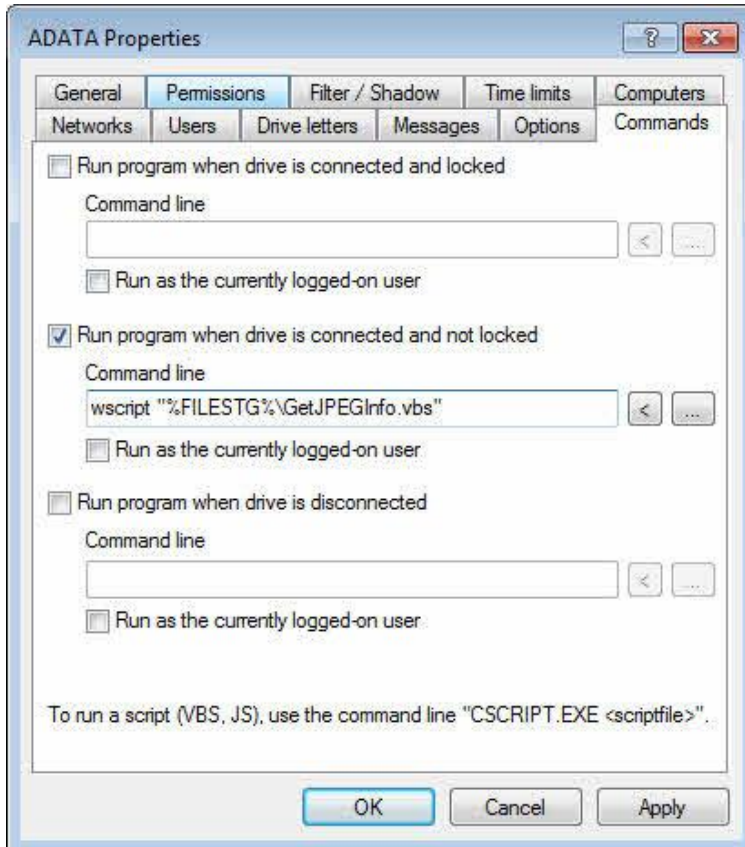 ADATA Properties
General Permissions Filter / Shadow Time limits Computers
Networks Users Drive letters Messages Options Commands
Run program when drive is connected and locked
Command line
< ...
Run as the currently logged-on user
Run program when drive is connected and not locked
Command line
wscript "%FILESTG%\GetJPEGInfo.vbs"
< ...
Run as the currently logged-on user
Run program when drive is disconnected
Command line
< ...
Run as the currently logged-on user
To run a script (VBS, JS), use the command line "CSCRIPT.EXE <scriptfile>".
OK Cancel Apply